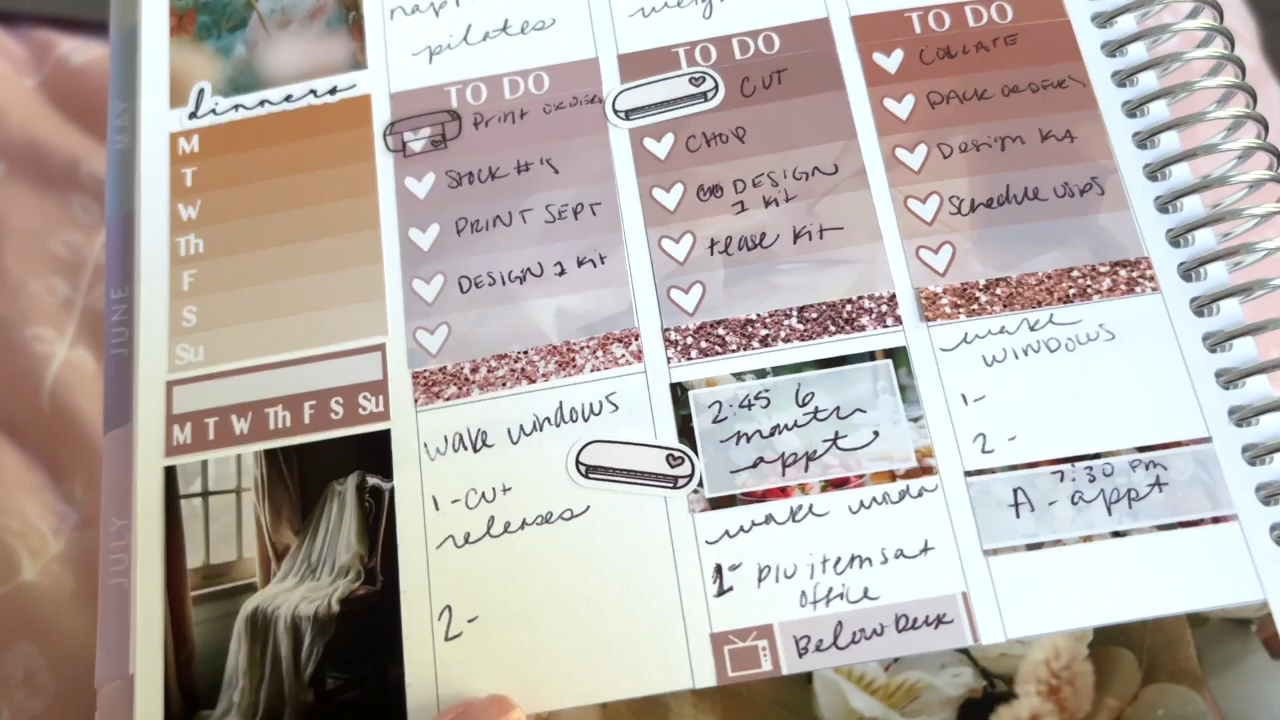 MAY
JUNE
JULY
dinners
M
T
W
Th
F
S
Su
M T W Th F S Su
pilates
TO DO
Print orders
Stock #'s
PRINT SEPT
DESIGN 1 Kit
wake windows
1-cut
releases
2-
TO DO
CUT
CHOP
DESIGN
1 Kit
tease kit
2:45 6
month
appt
wake windo
1- P/U items at
office
Below Deck
TO DO
COLLATE
PACK ORDERS
Design Kit
Schedule USPS
wake
WINDOWS
1-
2-
7:30 pm
A-appt